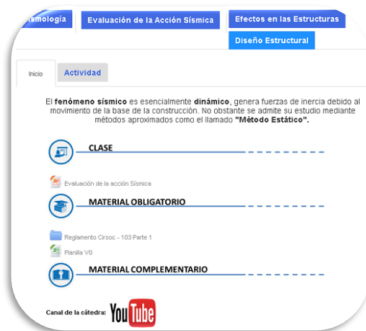 smología
Evaluación de la Acción Sísmica
Efectos en las Estructuras
Diseño Estructural
Inicio
Actividad
El fenómeno sísmico es esencialmente dinámico, genera fuerzas de inercia debido al
movimiento de la base de la construcción. No obstante se admite su estudio mediante
métodos aproximados como el llamado "Método Estático".
CLASE
Evaluación de la acción Sísmica
MATERIAL OBLIGATORIO
Reglamento Cirsoc - 103-Parte 1
Planilla V0
MATERIAL COMPLEMENTARIO
Canal de la cátedra: YouTube